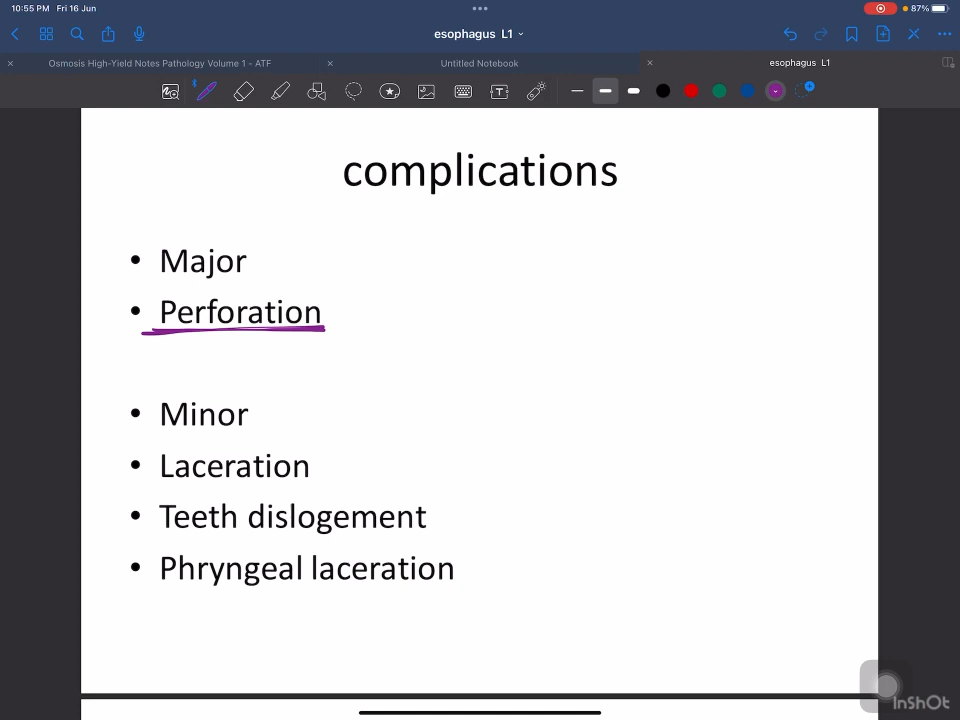 10:55 PM Fri 16 Jun
87%
esophagus L1
Osmosis High-Yield Notes Pathology Volume 1 - ATF
Untitled Notebook
esophagus L1
complications
• Major
• Perforation
• Minor
• Laceration
• Teeth dislogement
• Phryngeal laceration
InShOt